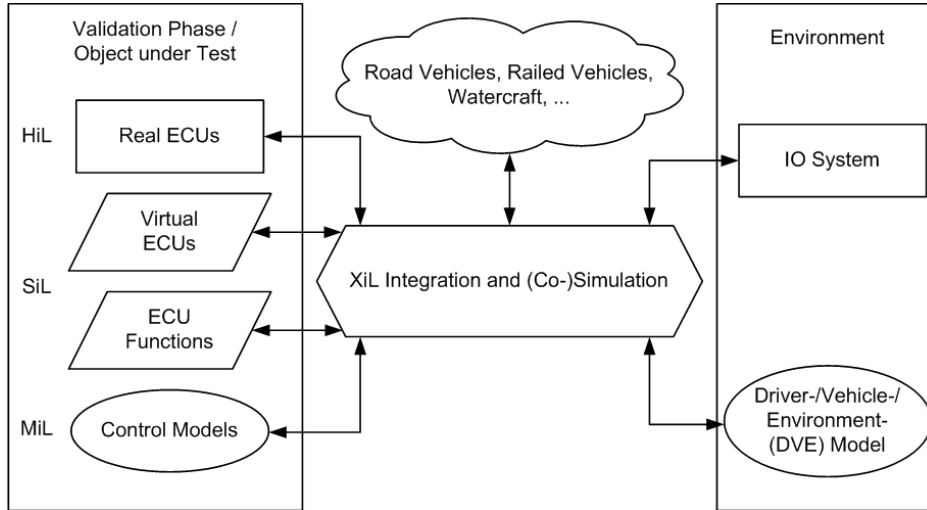 Validation Phase /
Object under Test
HiL
Real ECUs
Virtual
ECUs
SiL
ECU
Functions
MiL
Control Models
Road Vehicles, Railed Vehicles,
Watercraft, ...
XiL Integration and (Co-)Simulation
Environment
IO System
Driver-/Vehicle-/
Environment-
(DVE) Model